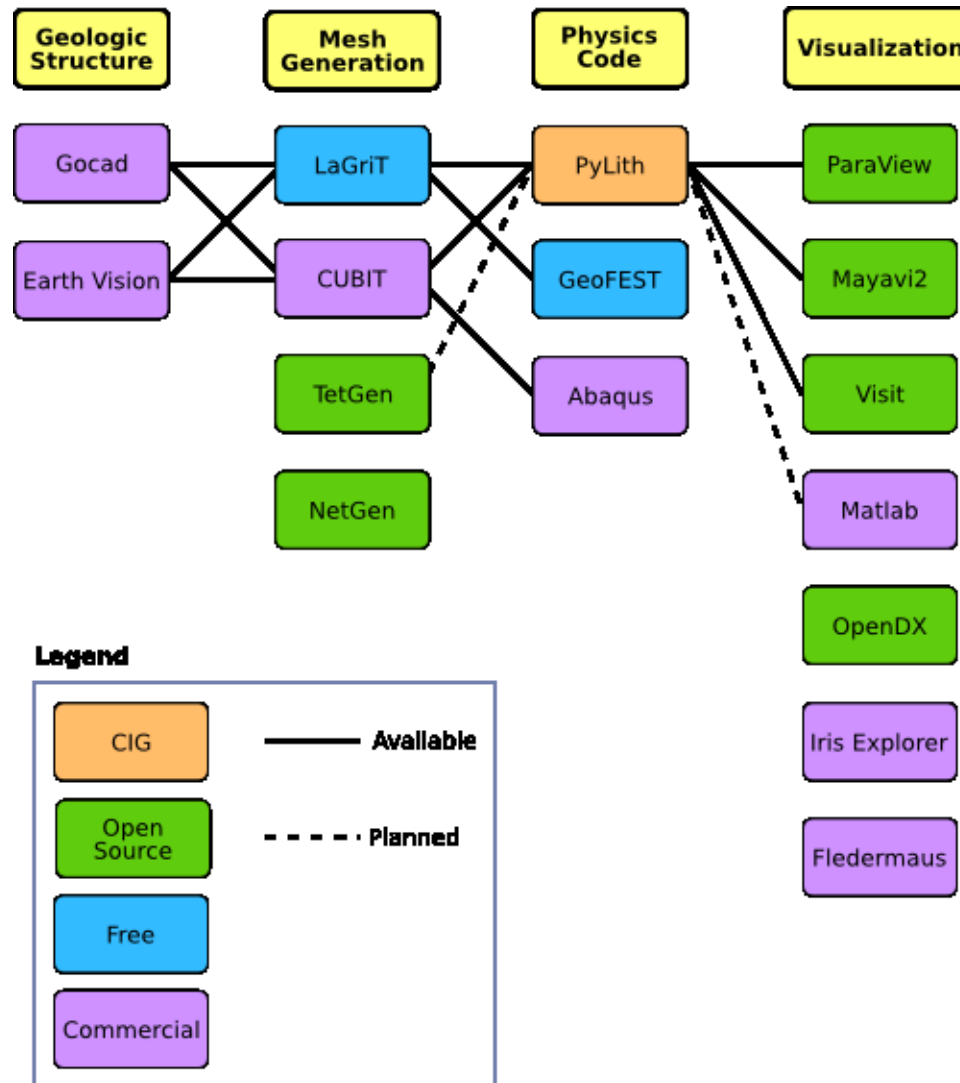 Geologic
Structure
Mesh
Generation
Physics
Code
Visualization
Gocad
LaGriT
PyLith
ParaView
Earth Vision
CUBIT
GeoFEST
Mayavi2
TetGen
Abaqus
Visit
NetGen
Matlab
OpenDX
Iris Explorer
Fledermaus
Legend
CIG
Available
Open
Source
Planned
Free
Commercial